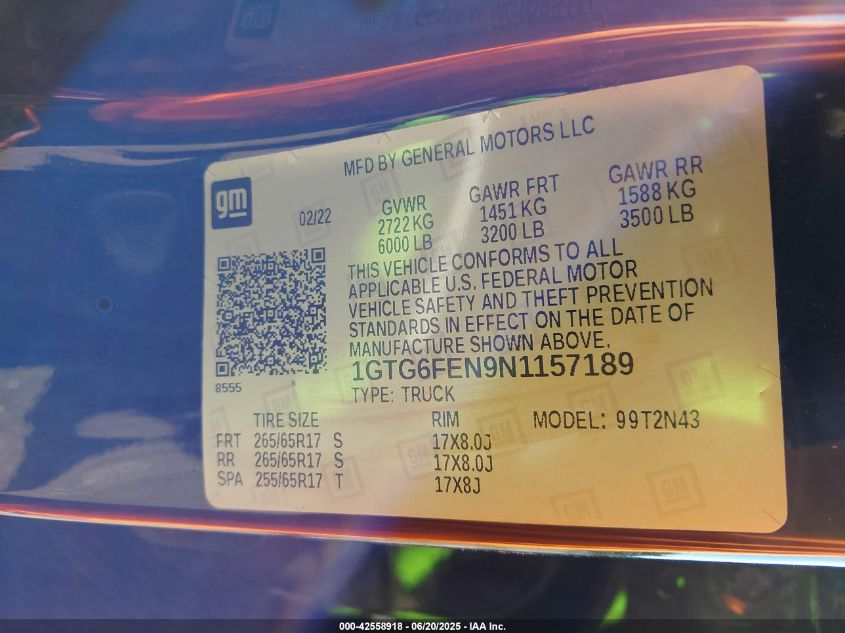 MFD BY GENERAL MOTORS LLC
gm
02/22
GVWR
2722 KG
6000 LB
GAWR FRT
1451 KG
3200 LB
GAWR RR
1588 KG
3500 LB
THIS VEHICLE CONFORMS TO ALL
APPLICABLE U.S. FEDERAL MOTOR
VEHICLE SAFETY AND THEFT PREVENTION
STANDARDS IN EFFECT ON THE DATE OF
MANUFACTURE SHOWN ABOVE.
1GTG6FEN9N1157189
8555
TYPE: TRUCK
TIRE SIZE RIM MODEL: 99T2N43
FRT 265/65R17 S 17X8.0J
RR 265/65R17 S 17X8.0J
SPA 255/65R17 T 17X8J
000-42558918 - 06/20/2025 - IAA Inc.